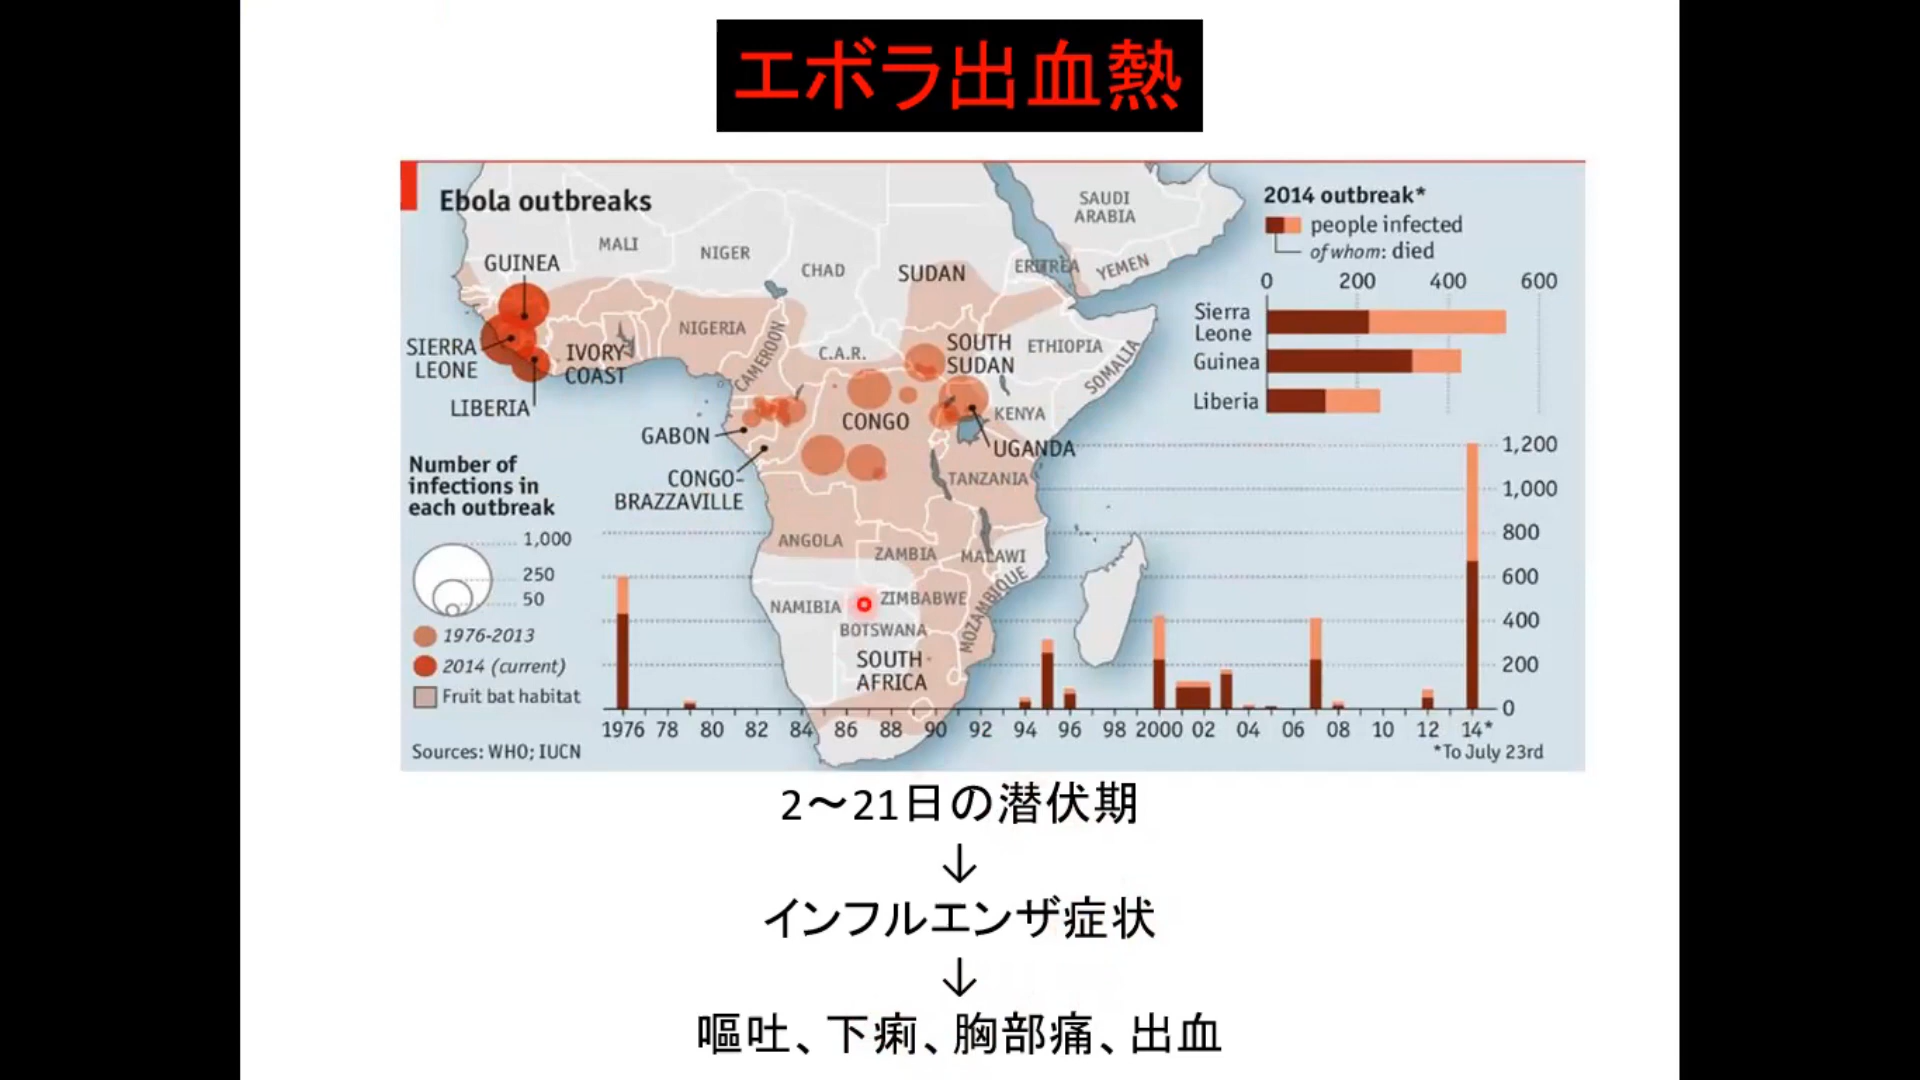 エボラ出血熱
Ebola outbreaks
GUINEA
SIERRA
LEONE
LIBERIA
IVORY
COAST
MALI
NIGER
CHAD
SUDAN
ERITREA
YEMEN
SAUDI
ARABIA
NIGERIA
CAMEROON
C.A.R.
SOUTH
SUDAN
ETHIOPIA
SOMALIA
CONGO
KENYA
UGANDA
GABON
CONGO-
BRAZZAVILLE
TANZANIA
ANGOLA
ZAMBIA
MALAWI
MOZAMBIQUE
NAMIBIA
ZIMBABWE
BOTSWANA
SOUTH
AFRICA
2014 outbreak*
people infected
of whom: died
0 200 400 600
Sierra
Leone
Guinea
Liberia
Number of
infections in
each outbreak
1,000
250
50
1976-2013
2014 (current)
Fruit bat habitat
Sources: WHO; IUCN
1,200
1,000
800
600
400
200
0
1976 78 80 82 84 86 88 90 92 94 96 98 2000 02 04 06 08 10 12 14*
*To July 23rd
2～21日の潜伏期
↓
インフルエンザ症状
↓
嘔吐、下痢、胸部痛、出血